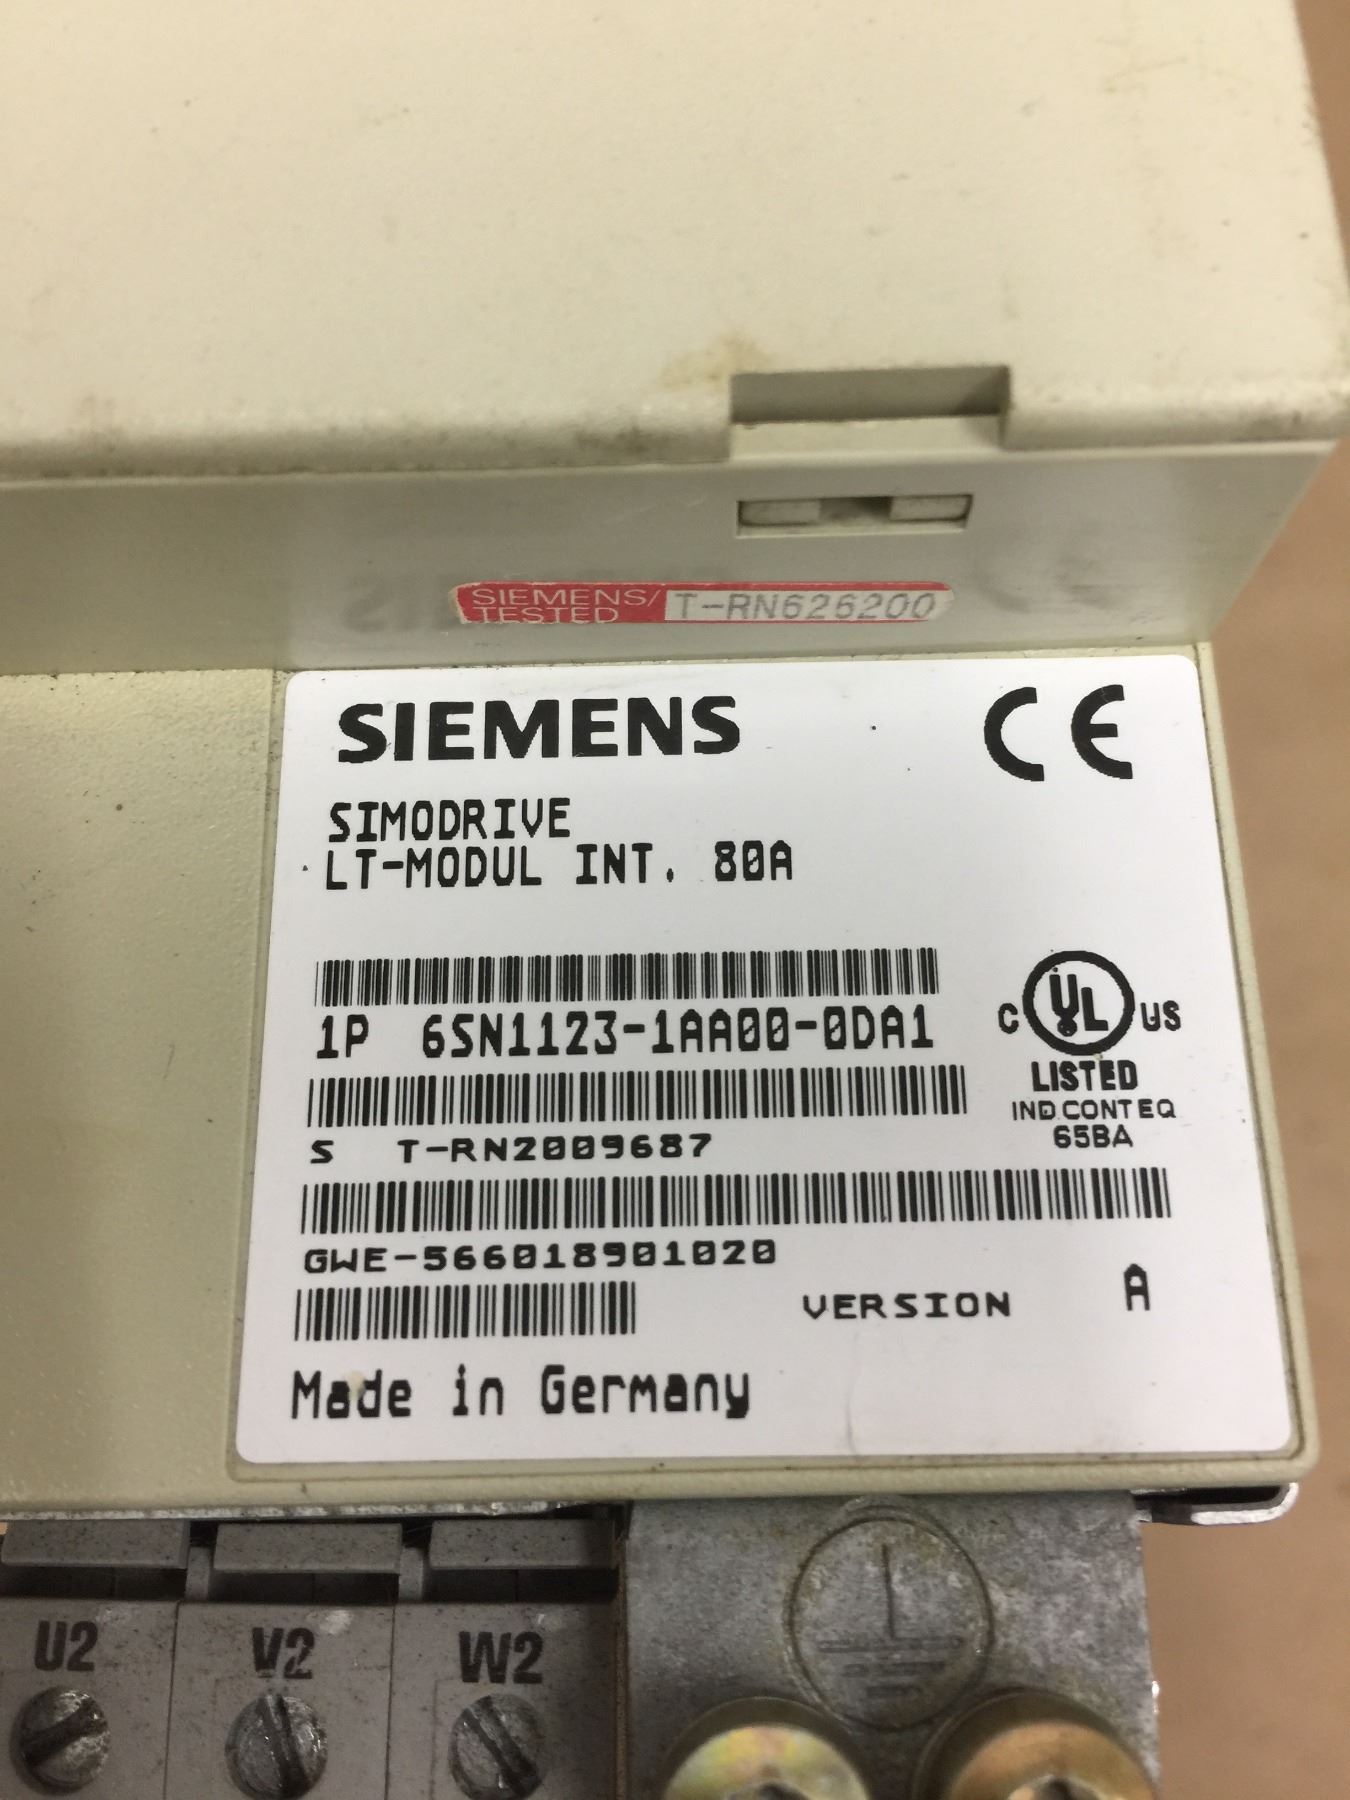 SIEMENS/
TESTED
T-RN626200
SIEMENS
CE
SIMODRIVE
LT-MODUL INT. 80A
1P 6SN1123-1AA00-0DA1
C UL US
LISTED
IND.CONT EQ
65BA
S T-RN2009687
GWE-566018901020
VERSION A
Made in Germany
U2 V2 W2